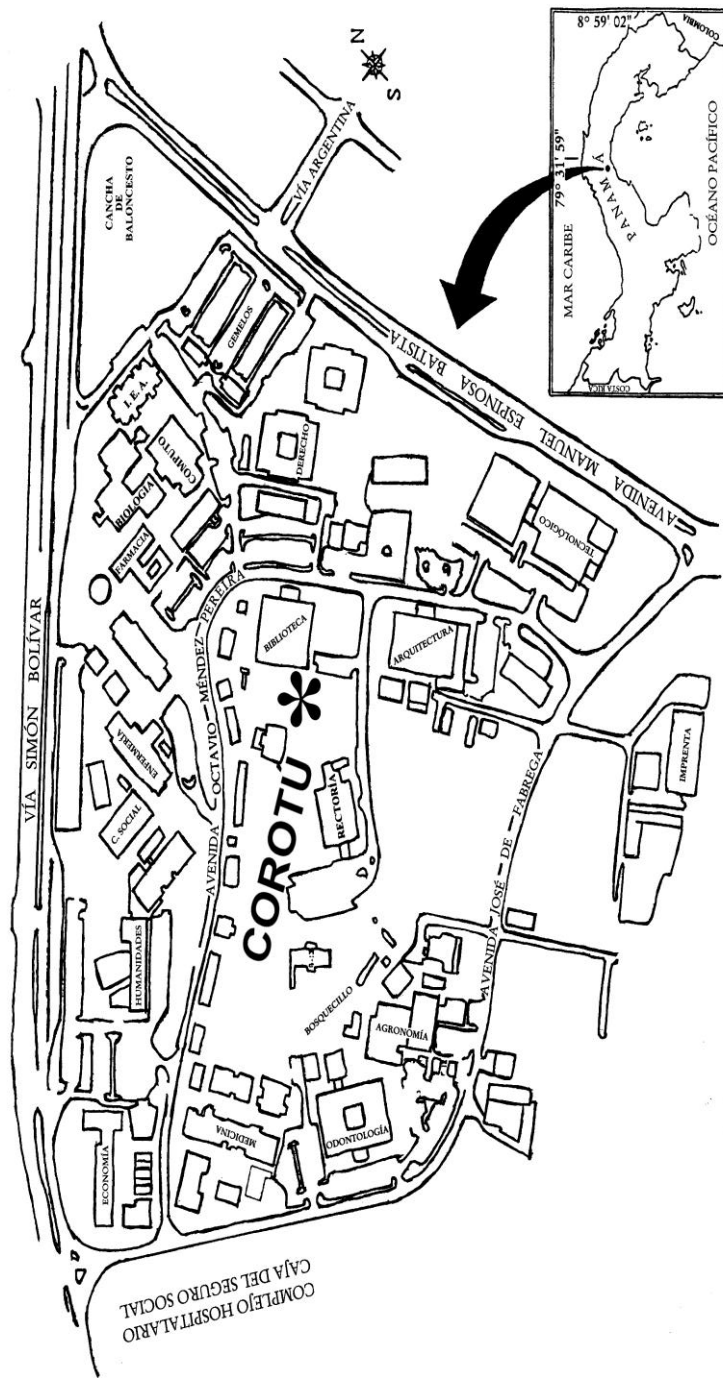 VÍA SIMÓN BOLÍVAR
CANCHA
DE
BALONCESTO
VÍA ARGENTINA
N
S
GEMELOS
I.E.A.
COMPUTO
BIOLOGIA
FARMACIA
DERECHO
AVENIDA MANUEL ESPINOSA BATISTA
TECNOLÓGICO
ENFERMERÍA
C. SOCIAL
HUMANIDADES
ECONOMÍA
AVENIDA OCTAVIO MÉNDEZ PEREIRA
BIBLIOTECA
ARQUITECTURA
COROTU *
RECTORÍA
BOSQUECILLO
AGRONOMÍA
MEDICINA
ODONTOLOGÍA
AVENIDA JOSÉ DE FABREGA
IMPRENTA
COMPLEJO HOSPITALARIO
CAJA DEL SEGURO SOCIAL
8° 59' 02"
79° 31' 59"
MAR CARIBE
PANAMÁ
OCÉANO PACÍFICO
COLOMBIA
COSTA RICA